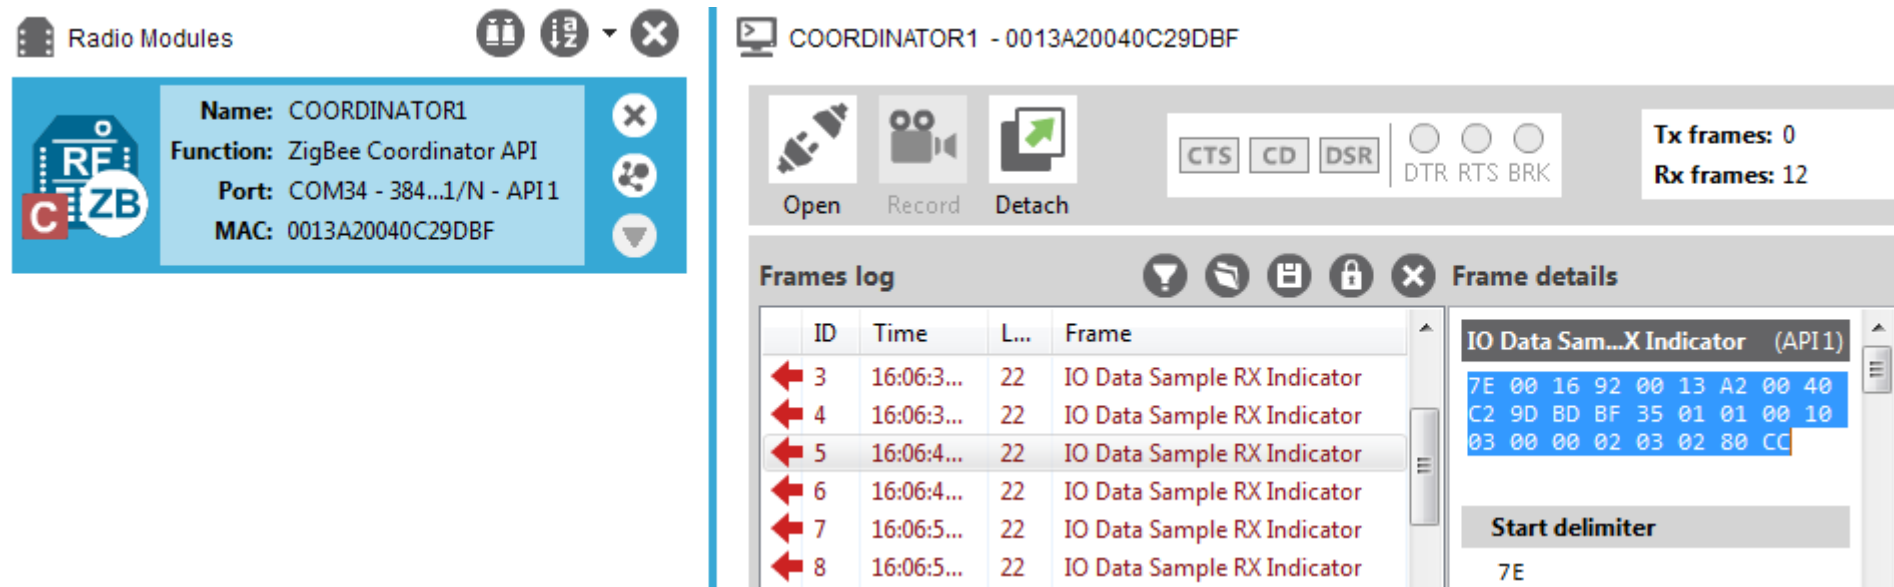 Radio Modules
Name: COORDINATOR1
Function: ZigBee Coordinator API
Port: COM34 - 384...1/N - API 1
MAC: 0013A20040C29DBF
RF
C
ZB
COORDINATOR1 - 0013A20040C29DBF
Open
Record
Detach
CTS CD DSR
DTR RTS BRK
Tx frames: 0
Rx frames: 12
Frames log
ID Time L... Frame
3 16:06:3... 22 IO Data Sample RX Indicator
4 16:06:3... 22 IO Data Sample RX Indicator
5 16:06:4... 22 IO Data Sample RX Indicator
6 16:06:4... 22 IO Data Sample RX Indicator
7 16:06:5... 22 IO Data Sample RX Indicator
8 16:06:5... 22 IO Data Sample RX Indicator
Frame details
IO Data Sam...X Indicator (API 1)
7E 00 16 92 00 13 A2 00 40
C2 9D BD BF 35 01 01 00 10
03 00 00 02 03 02 80 CC
Start delimiter
7E